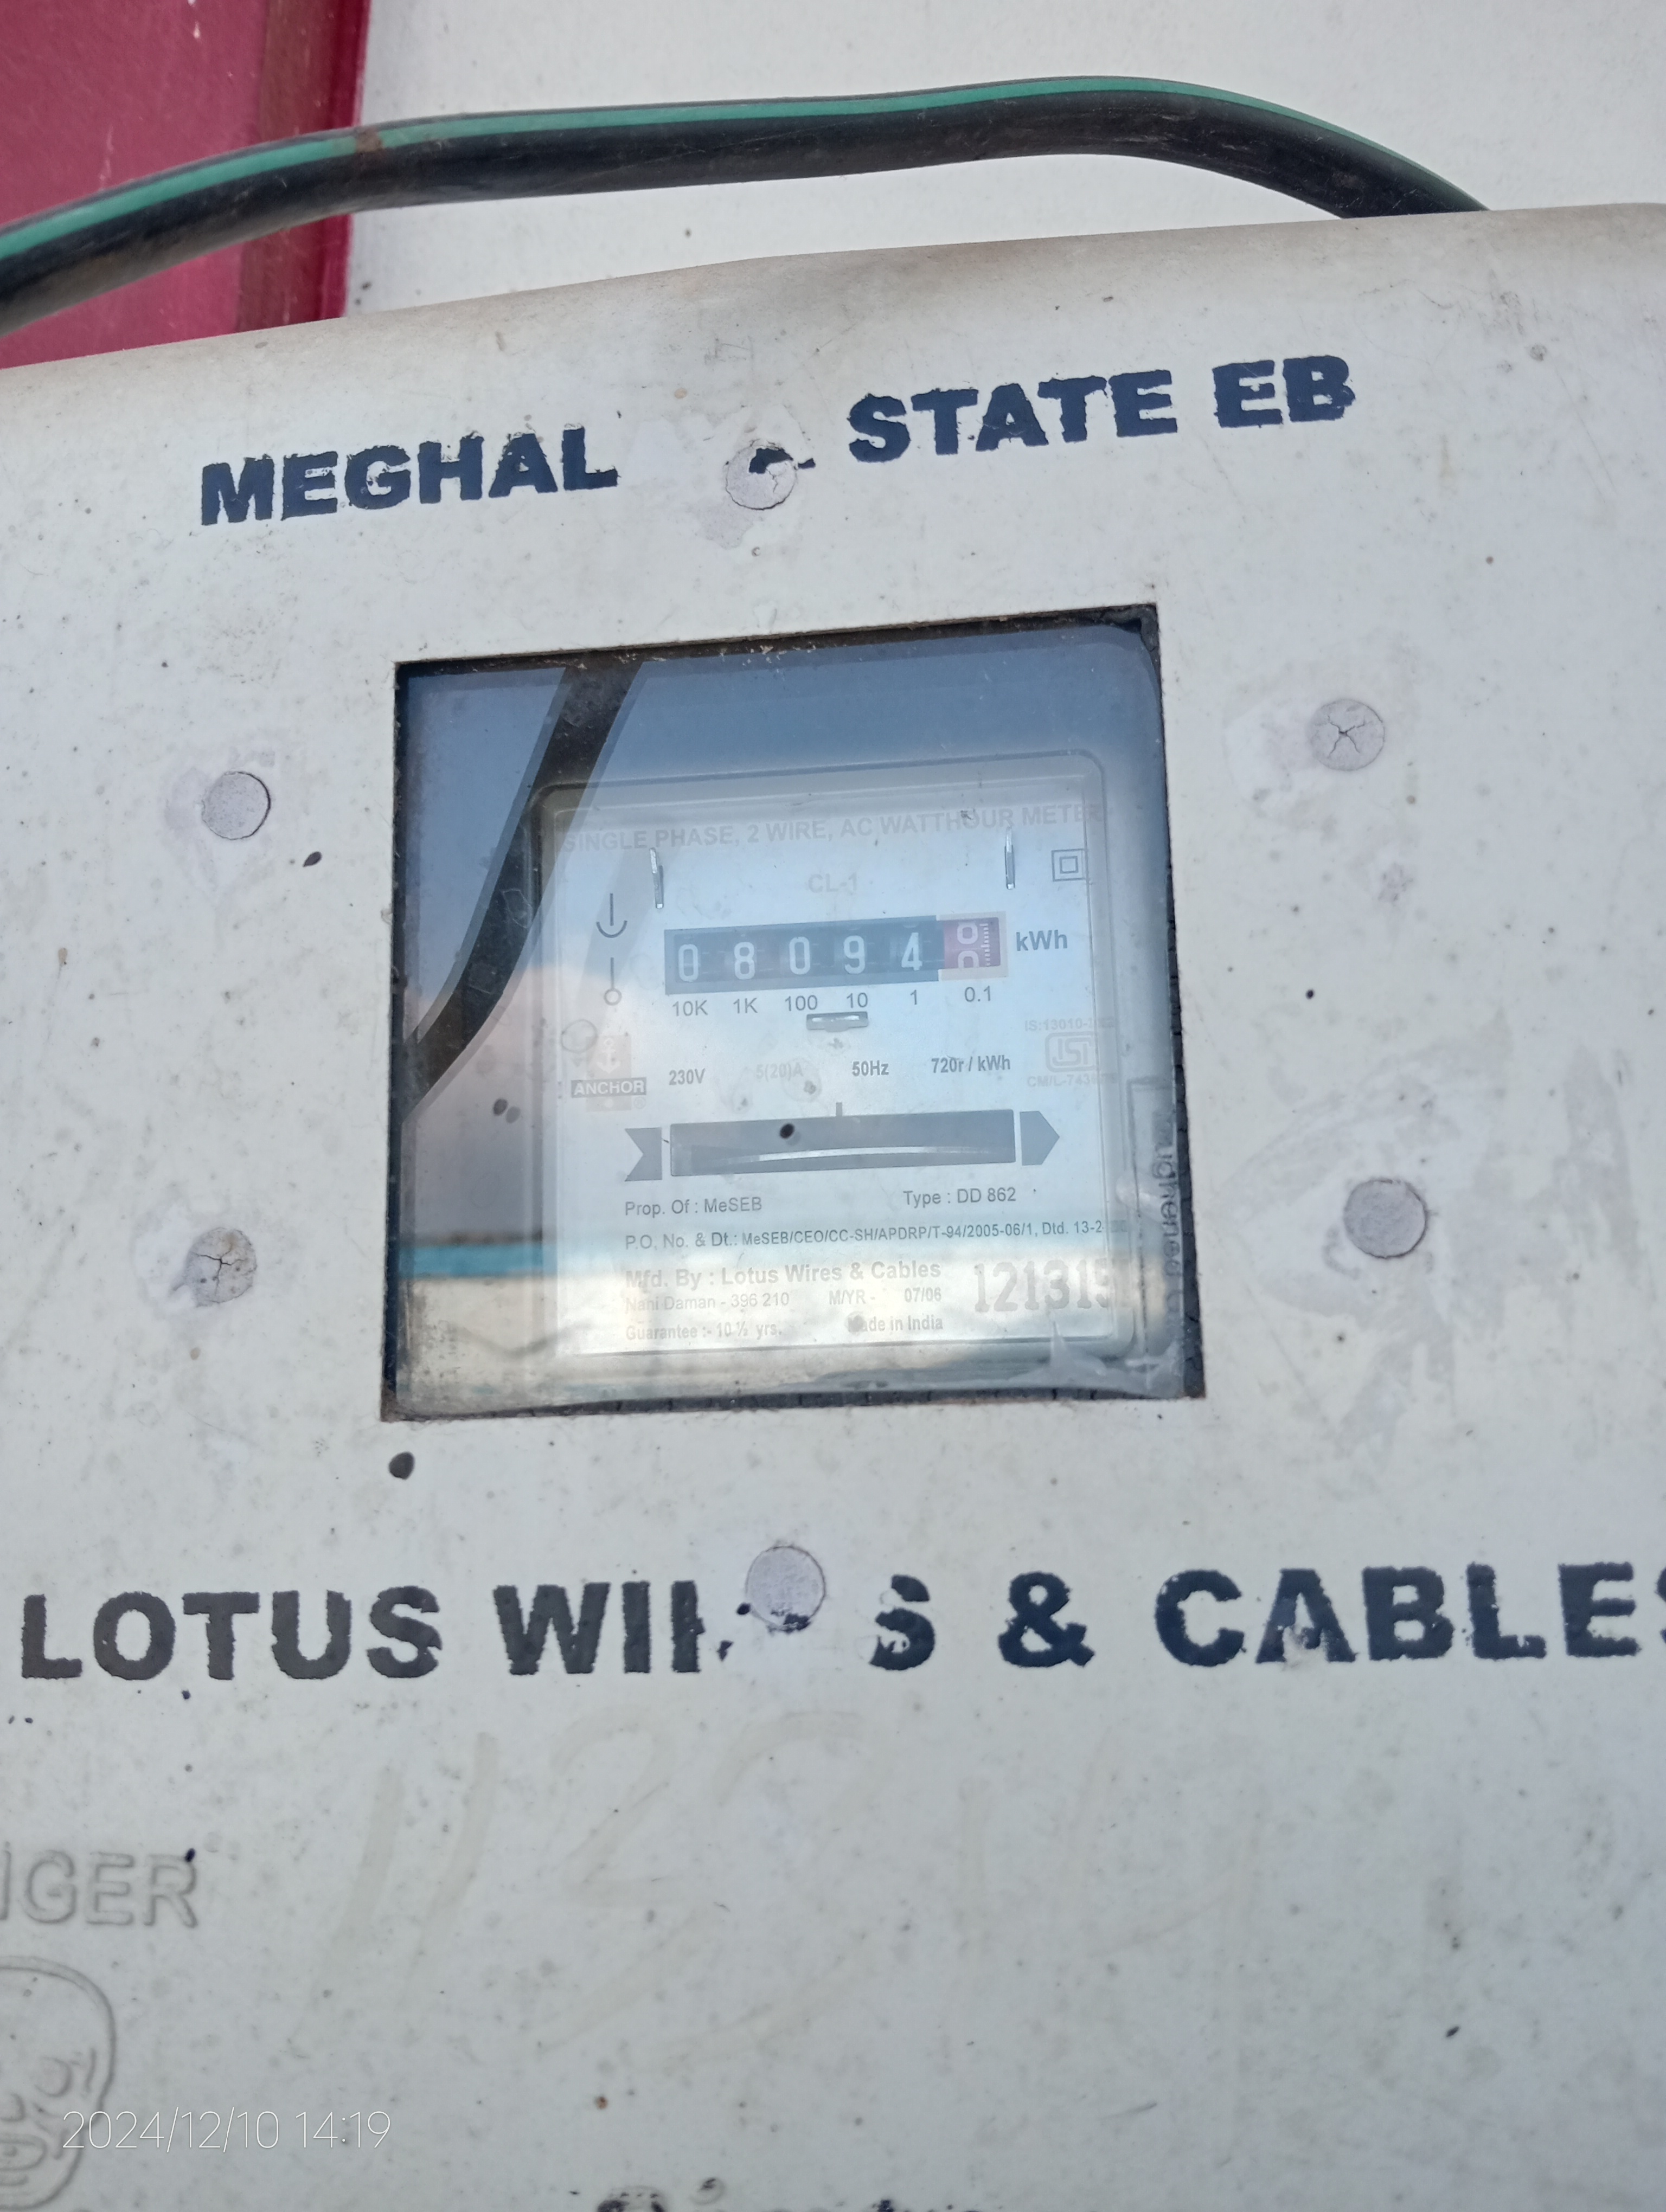 MEGHAL STATE EB
SINGLE PHASE, 2 WIRE, AC WATTHOUR METER
CL-1
0 8 0 9 4 kWh
10K 1K 100 10 1 0.1
230V 5(20)A 50Hz 720r / kWh
ANCHOR
Prop. Of : MeSEB Type : DD 862
P.O. No. & Dt.: MeSEB/CEO/CC-SH/APDRP/T-94/2005-06/1, Dtd. 13-2
Mfd. By : Lotus Wires & Cables
Nani Daman - 396 210 M/YR - 07/06
Guarantee :- 10 ½ yrs. Made in India
LOTUS & CABLES
2024/12/10 14:19